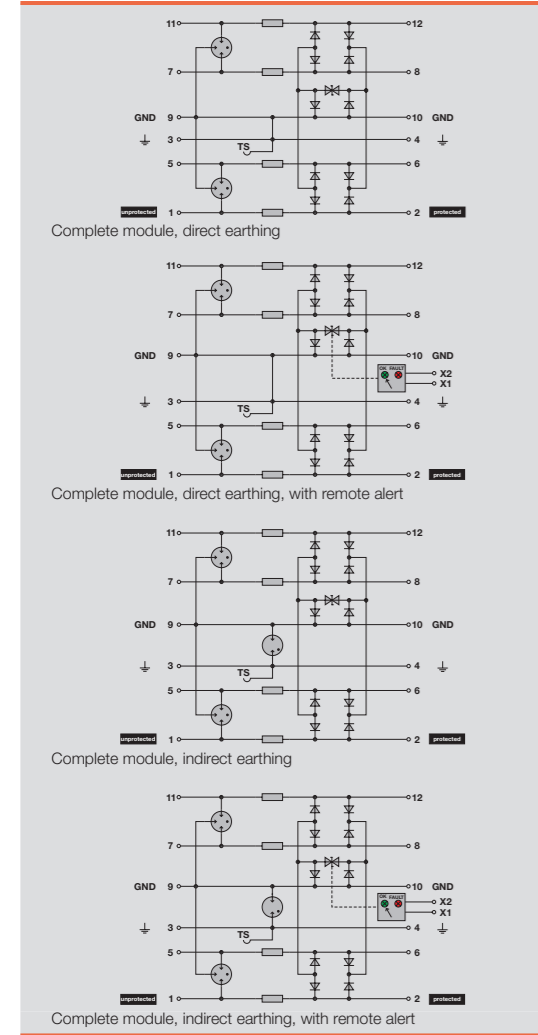 11 12
7 8
GND 9 10 GND
3 4
TS
5 6
unprotected 1 2 protected
Complete module, direct earthing
11 12
7 8
GND 9 10 GND
OK FAULT
X2
X1
3 4
TS
5 6
unprotected 1 2 protected
Complete module, direct earthing, with remote alert
11 12
7 8
GND 9 10 GND
3 4
TS
5 6
unprotected 1 2 protected
Complete module, indirect earthing
11 12
7 8
GND 9 10 GND
OK FAULT
X2
X1
3 4
TS
5 6
unprotected 1 2 protected
Complete module, indirect earthing, with remote alert